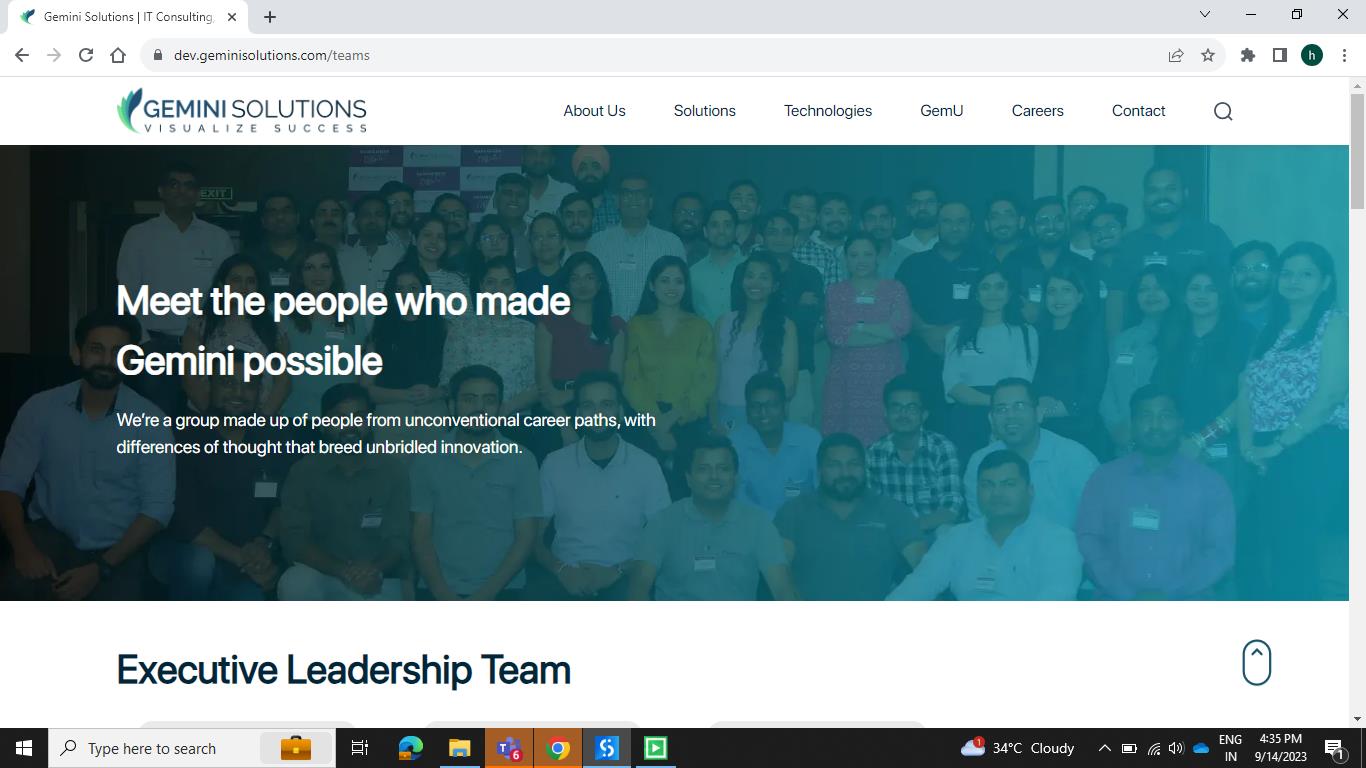 Gemini Solutions | IT Consulting,
dev.geminisolutions.com/teams
h
GEMINI SOLUTIONS
VISUALIZE SUCCESS
About Us
Solutions
Technologies
GemU
Careers
Contact
EXIT
Meet the people who made
Gemini possible
We’re a group made up of people from unconventional career paths, with
differences of thought that breed unbridled innovation.
Executive Leadership Team
Type here to search
6
1
34°C Cloudy
ENG
IN
4:35 PM
9/14/2023
1